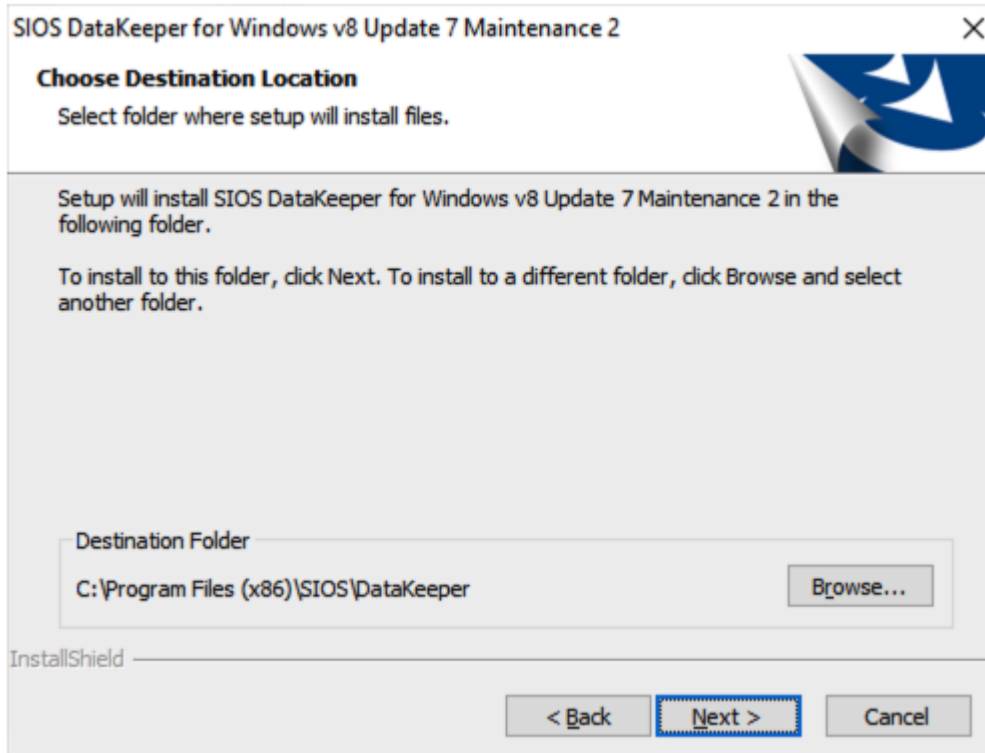 SIOS DataKeeper for Windows v8 Update 7 Maintenance 2
Choose Destination Location
Select folder where setup will install files.
Setup will install SIOS DataKeeper for Windows v8 Update 7 Maintenance 2 in the
following folder.
To install to this folder, click Next. To install to a different folder, click Browse and select
another folder.
Destination Folder
C:\Program Files (x86)\SIOS\DataKeeper
Browse...
InstallShield
< Back
Next >
Cancel